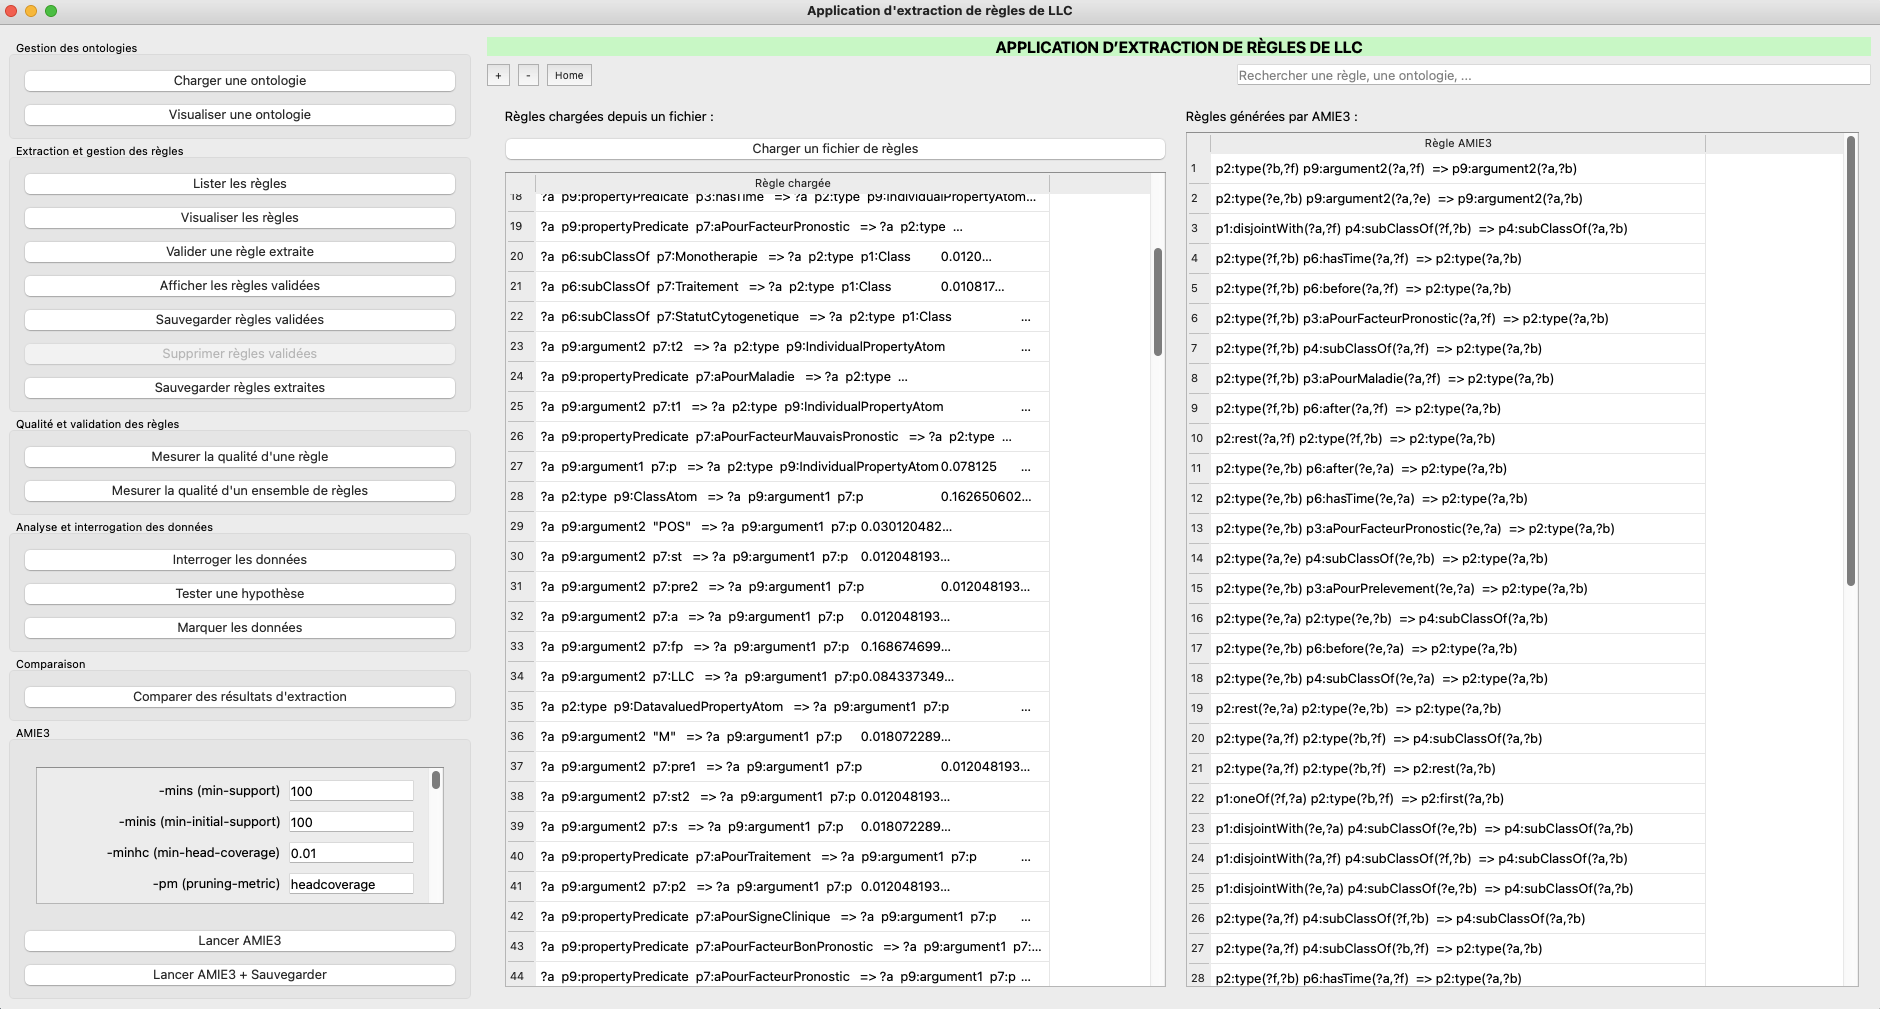 Application d'extraction de règles de LLC
Gestion des ontologies
Charger une ontologie
Visualiser une ontologie
Extraction et gestion des règles
Lister les règles
Visualiser les règles
Valider une règle extraite
Afficher les règles validées
Sauvegarder règles validées
Supprimer règles validées
Sauvegarder règles extraites
Qualité et validation des règles
Mesurer la qualité d'une règle
Mesurer la qualité d'un ensemble de règles
Analyse et interrogation des données
Interroger les données
Tester une hypothèse
Marquer les données
Comparaison
Comparer des résultats d'extraction
AMIE3
-mins (min-support) 100
-minis (min-initial-support) 100
-minhc (min-head-coverage) 0.01
-pm (pruning-metric) headcoverage
Lancer AMIE3
Lancer AMIE3 + Sauvegarder
APPLICATION D'EXTRACTION DE RÈGLES DE LLC
+ - Home
Rechercher une règle, une ontologie, ...
Règles chargées depuis un fichier :
Charger un fichier de règles
Règle chargée
18 ?a p9:propertyPredicate p3:hasTime => ?a p2:type p9:IndividualPropertyAtom...
19 ?a p9:propertyPredicate p7:aPourFacteurPronostic => ?a p2:type ...
20 ?a p6:subClassOf p7:Monotherapie => ?a p2:type p1:Class 0.0120...
21 ?a p6:subClassOf p7:Traitement => ?a p2:type p1:Class 0.010817...
22 ?a p6:subClassOf p7:StatutCytogenetique => ?a p2:type p1:Class ...
23 ?a p9:argument2 p7:t2 => ?a p2:type p9:IndividualPropertyAtom ...
24 ?a p9:propertyPredicate p7:aPourMaladie => ?a p2:type ...
25 ?a p9:argument2 p7:t1 => ?a p2:type p9:IndividualPropertyAtom ...
26 ?a p9:propertyPredicate p7:aPourFacteurMauvaisPronostic => ?a p2:type ...
27 ?a p9:argument1 p7:p => ?a p2:type p9:IndividualPropertyAtom 0.078125 ...
28 ?a p2:type p9:ClassAtom => ?a p9:argument1 p7:p 0.162650602...
29 ?a p9:argument2 "POS" => ?a p9:argument1 p7:p 0.030120482...
30 ?a p9:argument2 p7:st => ?a p9:argument1 p7:p 0.012048193...
31 ?a p9:argument2 p7:pre2 => ?a p9:argument1 p7:p 0.012048193...
32 ?a p9:argument2 p7:a => ?a p9:argument1 p7:p 0.012048193...
33 ?a p9:argument2 p7:fp => ?a p9:argument1 p7:p 0.168674699...
34 ?a p9:argument2 p7:LLC => ?a p9:argument1 p7:p 0.084337349...
35 ?a p2:type p9:DatavaluedPropertyAtom => ?a p9:argument1 p7:p ...
36 ?a p9:argument2 "M" => ?a p9:argument1 p7:p 0.018072289...
37 ?a p9:argument2 p7:pre1 => ?a p9:argument1 p7:p 0.012048193...
38 ?a p9:argument2 p7:st2 => ?a p9:argument1 p7:p 0.012048193...
39 ?a p9:argument2 p7:s => ?a p9:argument1 p7:p 0.018072289...
40 ?a p9:propertyPredicate p7:aPourTraitement => ?a p9:argument1 p7:p ...
41 ?a p9:argument2 p7:p2 => ?a p9:argument1 p7:p 0.012048193...
42 ?a p9:propertyPredicate p7:aPourSigneClinique => ?a p9:argument1 p7:p ...
43 ?a p9:propertyPredicate p7:aPourFacteurBonPronostic => ?a p9:argument1 p7:...
44 ?a p9:propertyPredicate p7:aPourFacteurPronostic => ?a p9:argument1 p7:p ...
Règles générées par AMIE3 :
Règle AMIE3
1 p2:type(?b,?f) p9:argument2(?a,?f) => p9:argument2(?a,?b)
2 p2:type(?e,?b) p9:argument2(?a,?e) => p9:argument2(?a,?b)
3 p1:disjointWith(?a,?f) p4:subClassOf(?f,?b) => p4:subClassOf(?a,?b)
4 p2:type(?f,?b) p6:hasTime(?a,?f) => p2:type(?a,?b)
5 p2:type(?f,?b) p6:before(?a,?f) => p2:type(?a,?b)
6 p2:type(?f,?b) p3:aPourFacteurPronostic(?a,?f) => p2:type(?a,?b)
7 p2:type(?f,?b) p4:subClassOf(?a,?f) => p2:type(?a,?b)
8 p2:type(?f,?b) p3:aPourMaladie(?a,?f) => p2:type(?a,?b)
9 p2:type(?f,?b) p6:after(?a,?f) => p2:type(?a,?b)
10 p2:rest(?a,?f) p2:type(?f,?b) => p2:type(?a,?b)
11 p2:type(?e,?b) p6:after(?e,?a) => p2:type(?a,?b)
12 p2:type(?e,?b) p6:hasTime(?e,?a) => p2:type(?a,?b)
13 p2:type(?e,?b) p3:aPourFacteurPronostic(?e,?a) => p2:type(?a,?b)
14 p2:type(?a,?e) p4:subClassOf(?e,?b) => p2:type(?a,?b)
15 p2:type(?e,?b) p3:aPourPrelevement(?e,?a) => p2:type(?a,?b)
16 p2:type(?e,?a) p2:type(?e,?b) => p4:subClassOf(?a,?b)
17 p2:type(?e,?b) p6:before(?e,?a) => p2:type(?a,?b)
18 p2:type(?e,?b) p4:subClassOf(?e,?a) => p2:type(?a,?b)
19 p2:rest(?e,?a) p2:type(?e,?b) => p2:type(?a,?b)
20 p2:type(?a,?f) p2:type(?b,?f) => p4:subClassOf(?a,?b)
21 p2:type(?a,?f) p2:type(?b,?f) => p2:rest(?a,?b)
22 p1:oneOf(?f,?a) p2:type(?b,?f) => p2:first(?a,?b)
23 p1:disjointWith(?e,?a) p4:subClassOf(?e,?b) => p4:subClassOf(?a,?b)
24 p1:disjointWith(?a,?f) p4:subClassOf(?f,?b) => p4:subClassOf(?a,?b)
25 p1:disjointWith(?e,?a) p4:subClassOf(?e,?b) => p4:subClassOf(?a,?b)
26 p2:type(?a,?f) p4:subClassOf(?f,?b) => p4:subClassOf(?a,?b)
27 p2:type(?a,?f) p4:subClassOf(?b,?f) => p2:type(?a,?b)
28 p2:type(?f,?b) p6:hasTime(?a,?f) => p2:type(?a,?b)